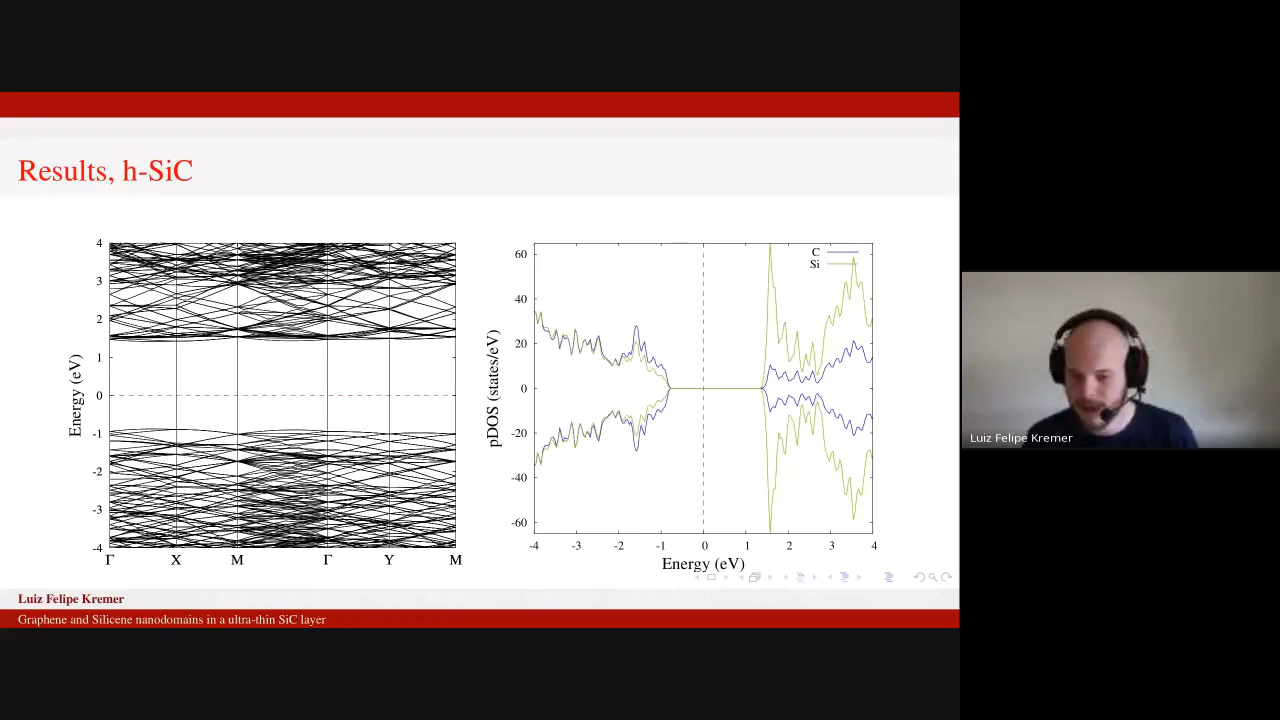 Results, h-SiC
4
3
2
1
0
-1
-2
-3
-4
Energy (eV)
Γ X M Γ Y M
60
40
20
0
-20
-40
-60
pDOS (states/eV)
C
Si
-4 -3 -2 -1 0 1 2 3 4
Energy (eV)
Luiz Felipe Kremer
Graphene and Silicene nanodomains in a ultra-thin SiC layer
Luiz Felipe Kremer